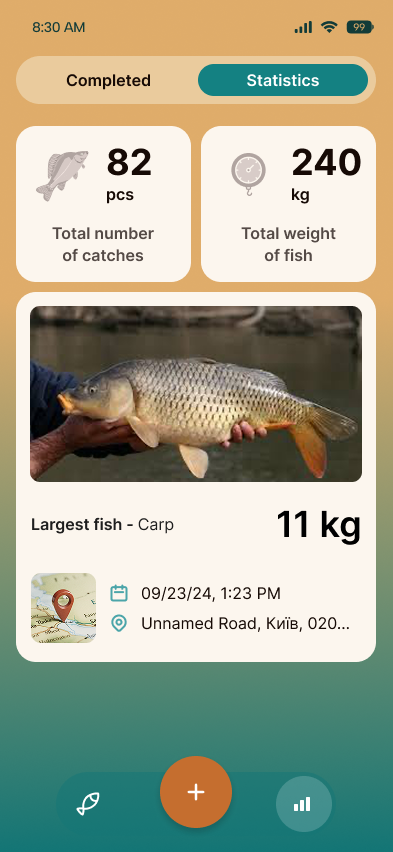 8:30 AM
99
Completed
Statistics
82
pcs
Total number
of catches
240
kg
Total weight
of fish
Largest fish - Carp
11 kg
09/23/24, 1:23 PM
Unnamed Road, Київ, 020...